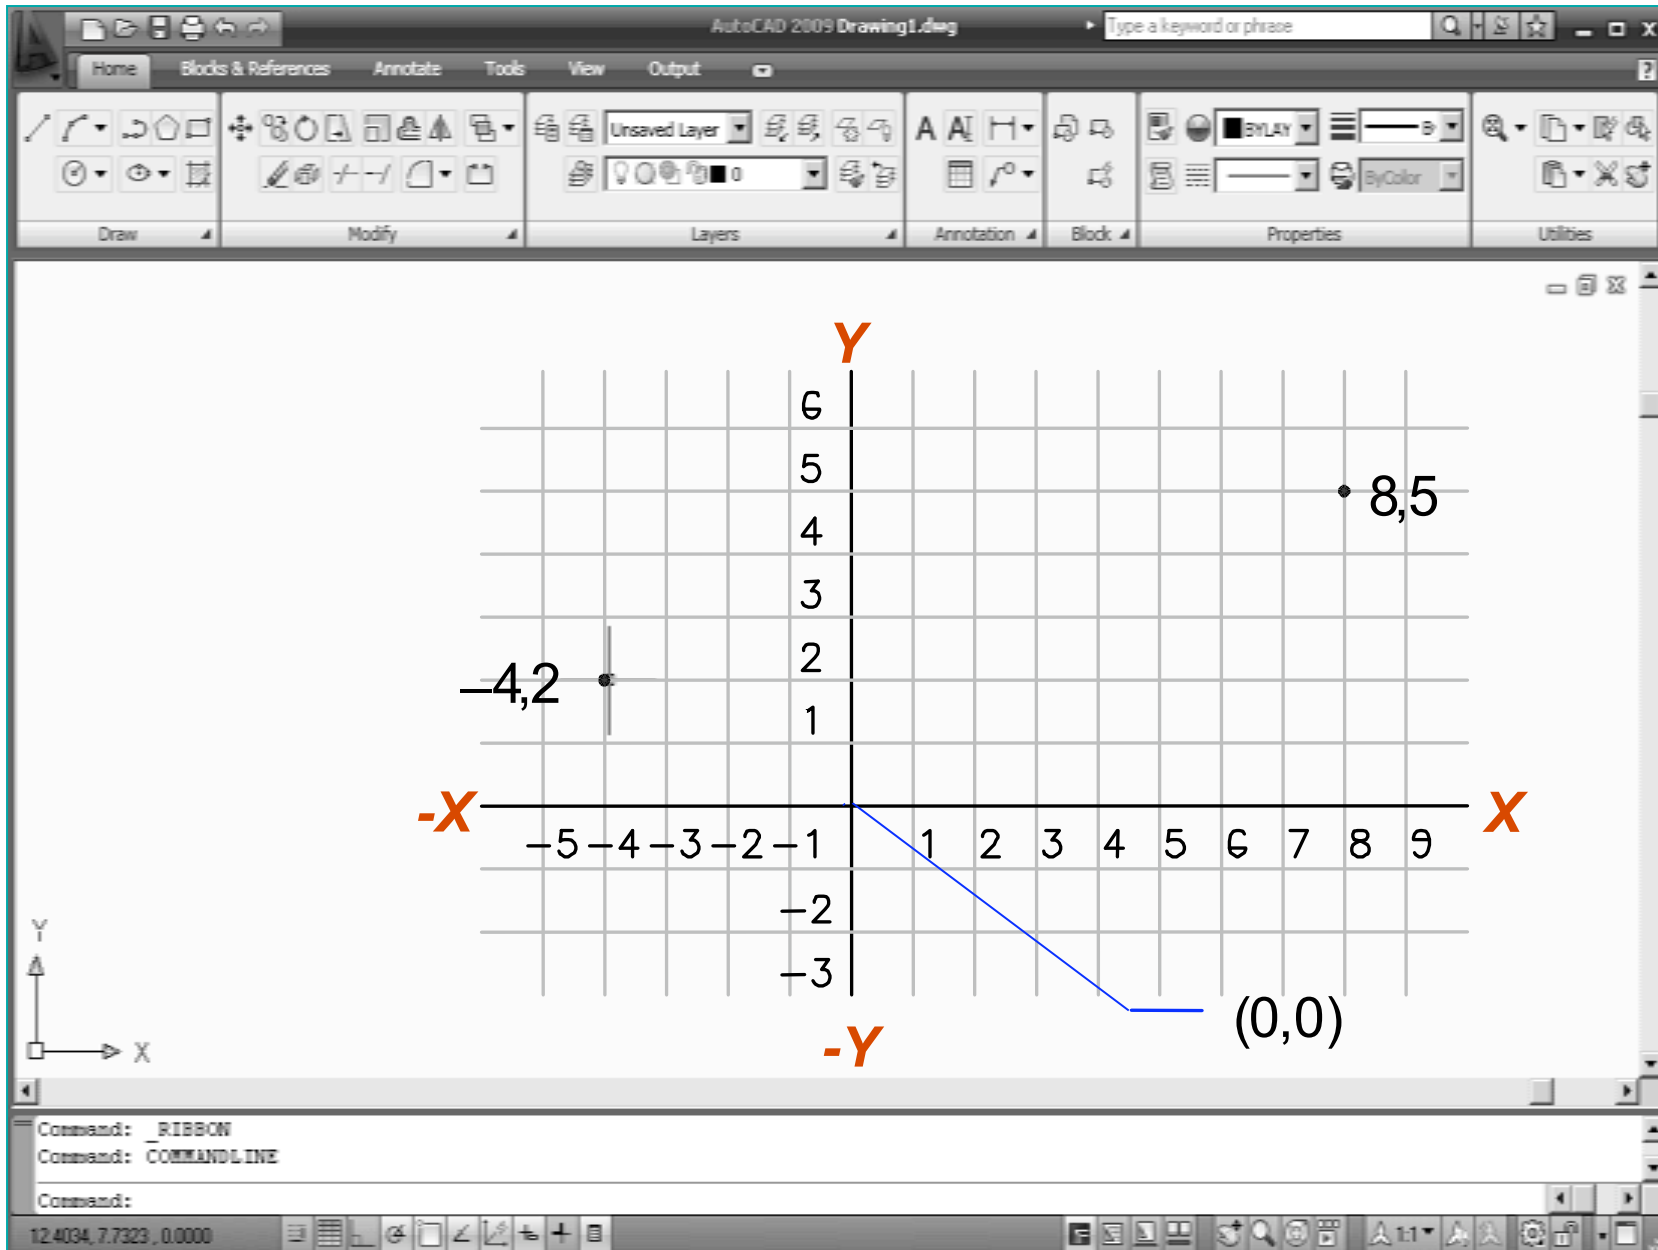 AutoCAD 2009 Drawing1.dwg
Type a keyword or phrase
Home Blocks & References Annotate Tools View Output
Unsaved Layer BYLAY B
0 ByColor
Draw Modify Layers Annotation Block Properties Utilities
Y
6
5
8,5
4
3
2
–4,2
1
-X X
–5 –4 –3 –2 –1 1 2 3 4 5 6 7 8 9
–2
–3
(0,0)
-Y
Y
X
Command: _RIBBON
Command: COMMANDLINE
Command:
12.4034, 7.7323 , 0.0000 1:1